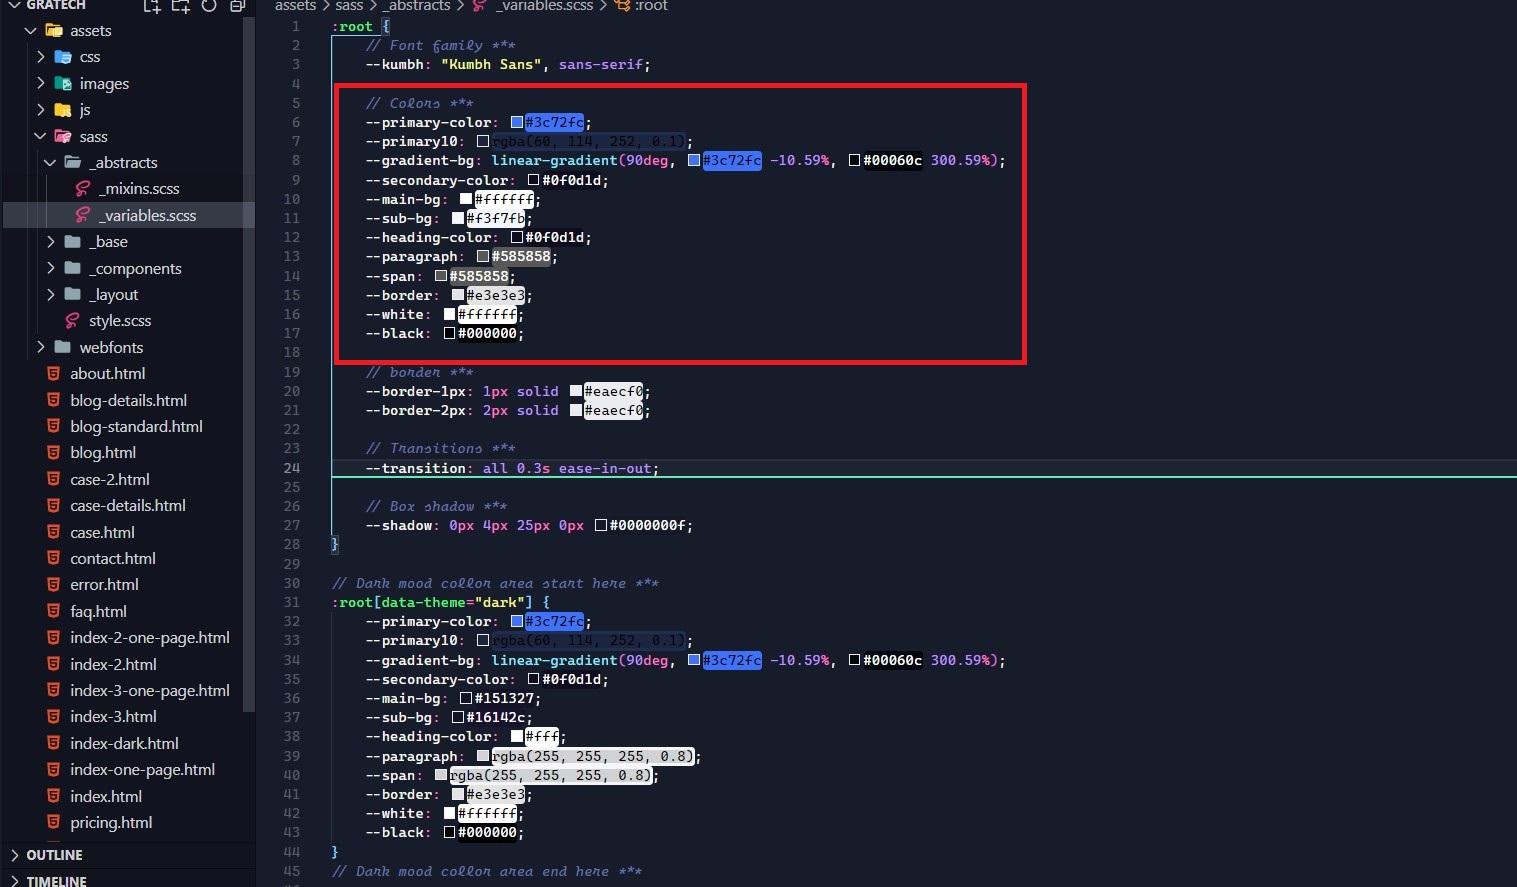 GRATECH
assets
css
images
js
sass
_abstracts
_mixins.scss
_variables.scss
_base
_components
_layout
style.scss
webfonts
about.html
blog-details.html
blog-standard.html
blog.html
case-2.html
case-details.html
case.html
contact.html
error.html
faq.html
index-2-one-page.html
index-2.html
index-3-one-page.html
index-3.html
index-dark.html
index-one-page.html
index.html
pricing.html
OUTLINE
TIMELINE
assets > sass > _abstracts > _variables.scss > :root
1 :root {
2 // Font family ***
3 --kumbh: "Kumbh Sans", sans-serif;
4
5 // Colors ***
6 --primary-color: #3c72fc;
7 --primary10: rgba(60, 114, 252, 0.1);
8 --gradient-bg: linear-gradient(90deg, #3c72fc -10.59%, #00060c 300.59%);
9 --secondary-color: #0f0d1d;
10 --main-bg: #ffffff;
11 --sub-bg: #f3f7fb;
12 --heading-color: #0f0d1d;
13 --paragraph: #585858;
14 --span: #585858;
15 --border: #e3e3e3;
16 --white: #ffffff;
17 --black: #000000;
18
19 // border ***
20 --border-1px: 1px solid #eaecf0;
21 --border-2px: 2px solid #eaecf0;
22
23 // Transitions ***
24 --transition: all 0.3s ease-in-out;
25
26 // Box shadow ***
27 --shadow: 0px 4px 25px 0px #0000000f;
28 }
29
30 // Dark mood collor area start here ***
31 :root[data-theme="dark"] {
32 --primary-color: #3c72fc;
33 --primary10: rgba(60, 114, 252, 0.1);
34 --gradient-bg: linear-gradient(90deg, #3c72fc -10.59%, #00060c 300.59%);
35 --secondary-color: #0f0d1d;
36 --main-bg: #151327;
37 --sub-bg: #16142c;
38 --heading-color: #fff;
39 --paragraph: rgba(255, 255, 255, 0.8);
40 --span: rgba(255, 255, 255, 0.8);
41 --border: #e3e3e3;
42 --white: #ffffff;
43 --black: #000000;
44 }
45 // Dark mood collor area end here ***